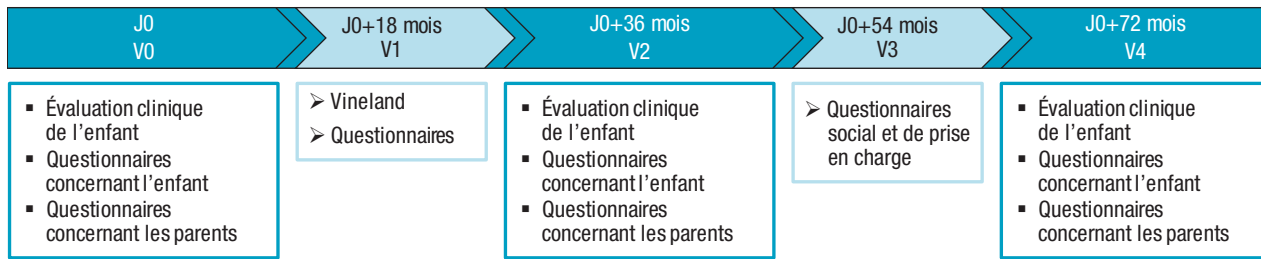 J0
V0
J0+18 mois
V1
J0+36 mois
V2
J0+54 mois
V3
J0+72 mois
V4
▪ Évaluation clinique
de l'enfant
▪ Questionnaires
concernant l'enfant
▪ Questionnaires
concernant les parents
➢ Vineland
➢ Questionnaires
▪ Évaluation clinique
de l'enfant
▪ Questionnaires
concernant l'enfant
▪ Questionnaires
concernant les parents
➢ Questionnaires
social et de prise
en charge
▪ Évaluation clinique
de l'enfant
▪ Questionnaires
concernant l'enfant
▪ Questionnaires
concernant les parents